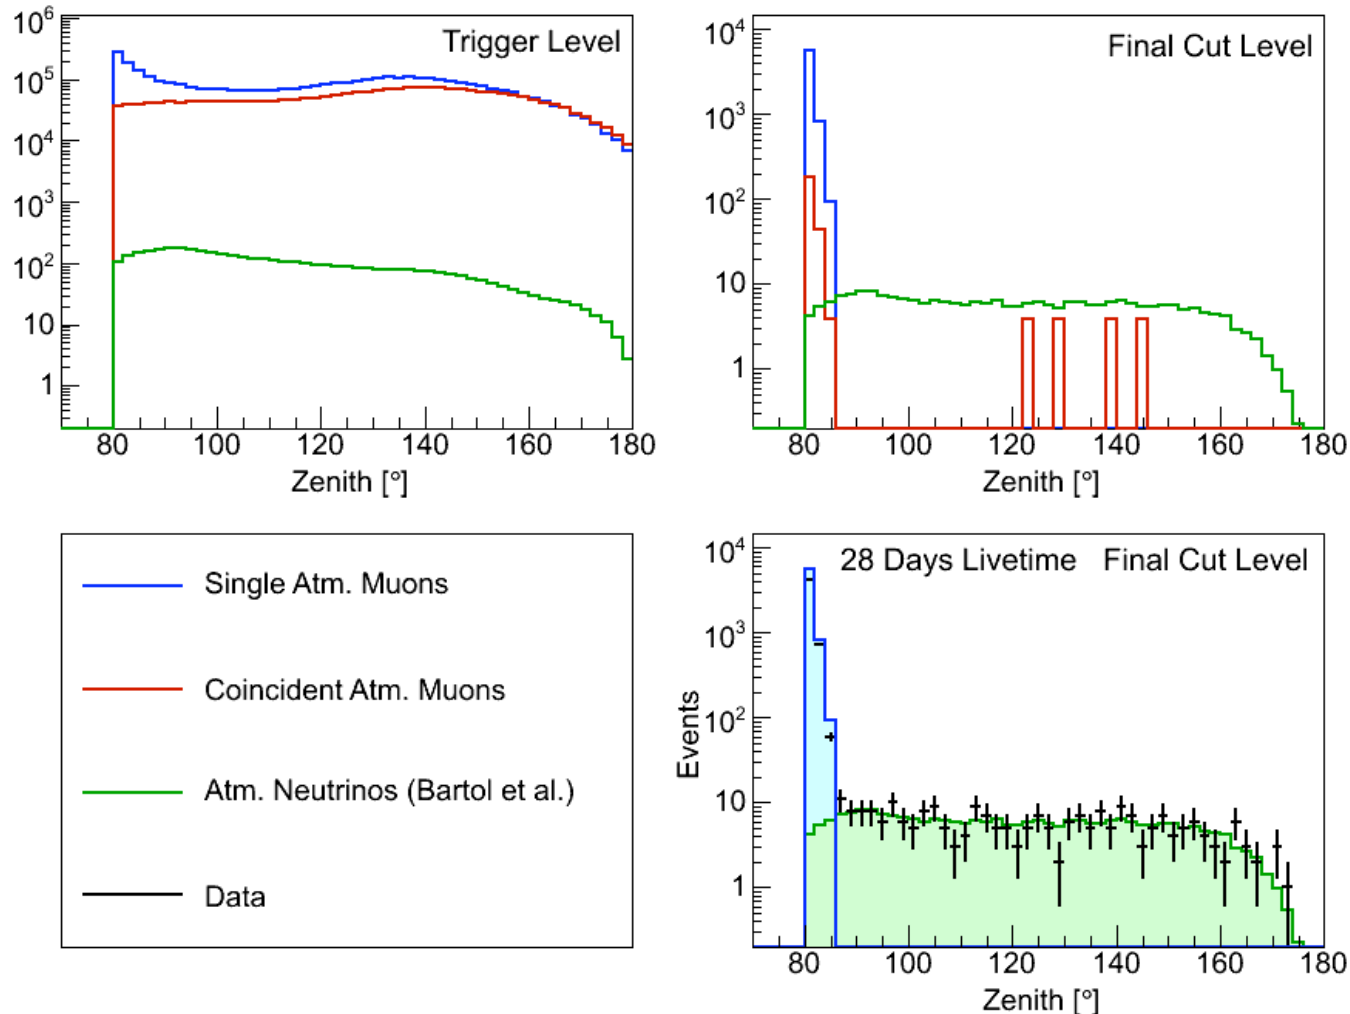 Trigger Level
10^6
10^5
10^4
10^3
10^2
10
1
80 100 120 140 160 180
Zenith [°]
Final Cut Level
10^4
10^3
10^2
10
1
80 100 120 140 160 180
Zenith [°]
Single Atm. Muons
Coincident Atm. Muons
Atm. Neutrinos (Bartol et al.)
Data
28 Days Livetime Final Cut Level
Events
10^4
10^3
10^2
10
1
80 100 120 140 160 180
Zenith [°]